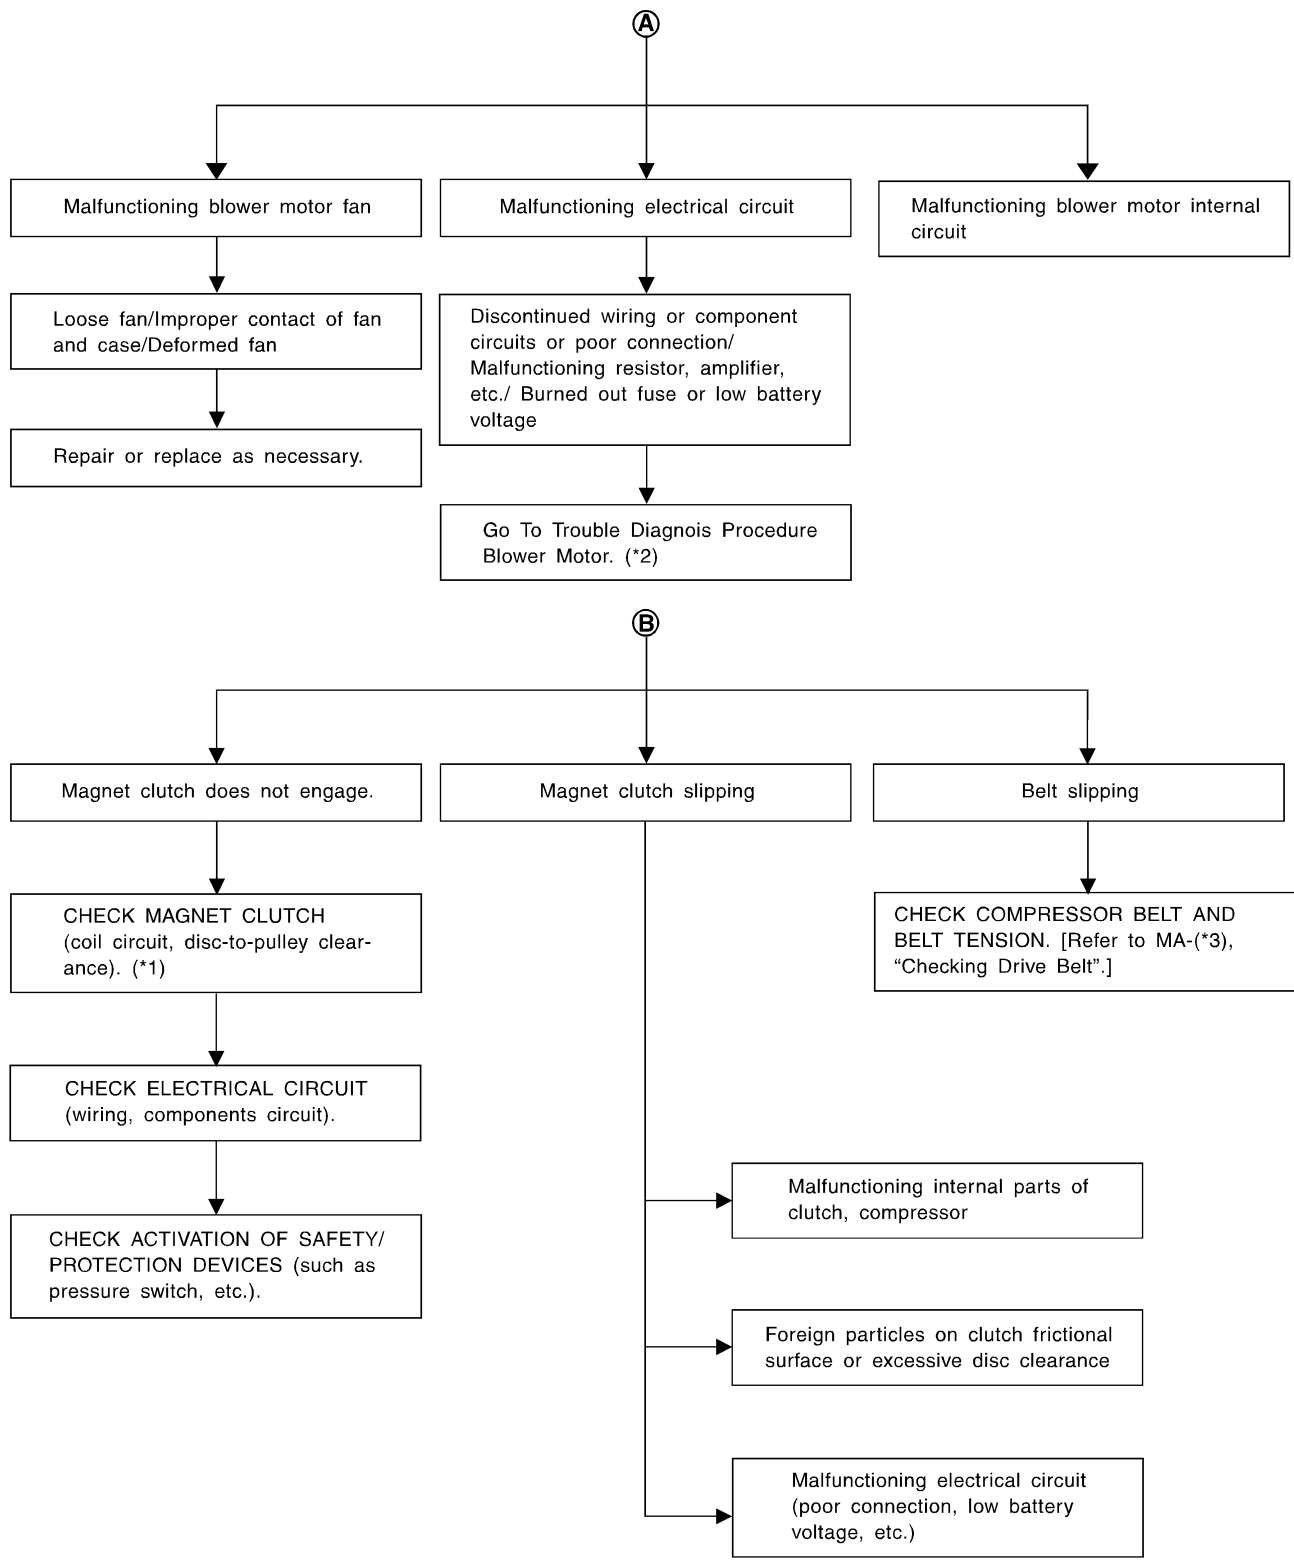 A
Malfunctioning blower motor fan
Malfunctioning electrical circuit
Malfunctioning blower motor internal
circuit
Loose fan/Improper contact of fan
and case/Deformed fan
Discontinued wiring or component
circuits or poor connection/
Malfunctioning resistor, amplifier,
etc./ Burned out fuse or low battery
voltage
Repair or replace as necessary.
Go To Trouble Diagnois Procedure
Blower Motor. (*2)
B
Magnet clutch does not engage.
Magnet clutch slipping
Belt slipping
CHECK MAGNET CLUTCH
(coil circuit, disc-to-pulley clear-
ance). (*1)
CHECK COMPRESSOR BELT AND
BELT TENSION. [Refer to MA-(*3),
“Checking Drive Belt”.]
CHECK ELECTRICAL CIRCUIT
(wiring, components circuit).
CHECK ACTIVATION OF SAFETY/
PROTECTION DEVICES (such as
pressure switch, etc.).
Malfunctioning internal parts of
clutch, compressor
Foreign particles on clutch frictional
surface or excessive disc clearance
Malfunctioning electrical circuit
(poor connection, low battery
voltage, etc.)